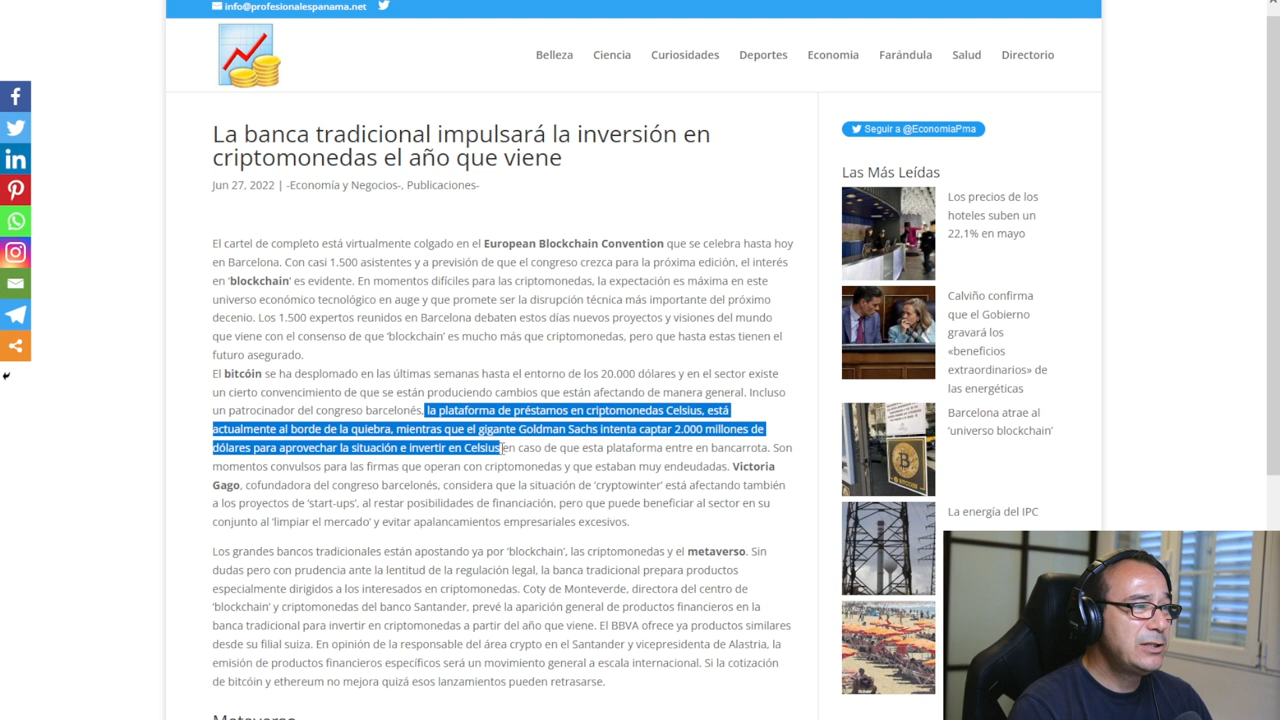 info@profesionalespanama.net
Belleza
Ciencia
Curiosidades
Deportes
Economia
Farándula
Salud
Directorio
La banca tradicional impulsará la inversión en
criptomonedas el año que viene
Jun 27, 2022 | -Economía y Negocios-, Publicaciones-
El cartel de completo está virtualmente colgado en el European Blockchain Convention que se celebra hasta hoy
en Barcelona. Con casi 1.500 asistentes y a previsión de que el congreso crezca para la próxima edición, el interés
en ‘blockchain’ es evidente. En momentos difíciles para las criptomonedas, la expectación es máxima en este
universo económico tecnológico en auge y que promete ser la disrupción técnica más importante del próximo
decenio. Los 1.500 expertos reunidos en Barcelona debaten estos días nuevos proyectos y visiones del mundo
que viene con el consenso de que ‘blockchain’ es mucho más que criptomonedas, pero que hasta estas tienen el
futuro asegurado.
El bitcóin se ha desplomado en las últimas semanas hasta el entorno de los 20.000 dólares y en el sector existe
un cierto convencimiento de que se están produciendo cambios que están afectando de manera general. Incluso
un patrocinador del congreso barcelonés, la plataforma de préstamos en criptomonedas Celsius, está
actualmente al borde de la quiebra, mientras que el gigante Goldman Sachs intenta captar 2.000 millones de
dólares para aprovechar la situación e invertir en Celsius en caso de que esta plataforma entre en bancarrota. Son
momentos convulsos para las firmas que operan con criptomonedas y que estaban muy endeudadas. Victoria
Gago, cofundadora del congreso barcelonés, considera que la situación de ‘cryptowinter’ está afectando también
a los proyectos de ‘start-ups’, al restar posibilidades de financiación, pero que puede beneficiar al sector en su
conjunto al ‘limpiar el mercado’ y evitar apalancamientos empresariales excesivos.
Los grandes bancos tradicionales están apostando ya por ‘blockchain’, las criptomonedas y el metaverso. Sin
dudas pero con prudencia ante la lentitud de la regulación legal, la banca tradicional prepara productos
especialmente dirigidos a los interesados en criptomonedas. Coty de Monteverde, directora del centro de
‘blockchain’ y criptomonedas del banco Santander, prevé la aparición general de productos financieros en la
banca tradicional para invertir en criptomonedas a partir del año que viene. El BBVA ofrece ya productos similares
desde su filial suiza. En opinión de la responsable del área crypto en el Santander y vicepresidenta de Alastria, la
emisión de productos financieros específicos será un movimiento general a escala internacional. Si la cotización
de bitcóin y ethereum no mejora quizá esos lanzamientos pueden retrasarse.
Metaverso
Seguir a @EconomiaPma
Las Más Leídas
Los precios de los
hoteles suben un
22,1% en mayo
Calviño confirma
que el Gobierno
gravará los
«beneficios
extraordinarios» de
las energéticas
Barcelona atrae al
‘universo blockchain’
La energía del IPC